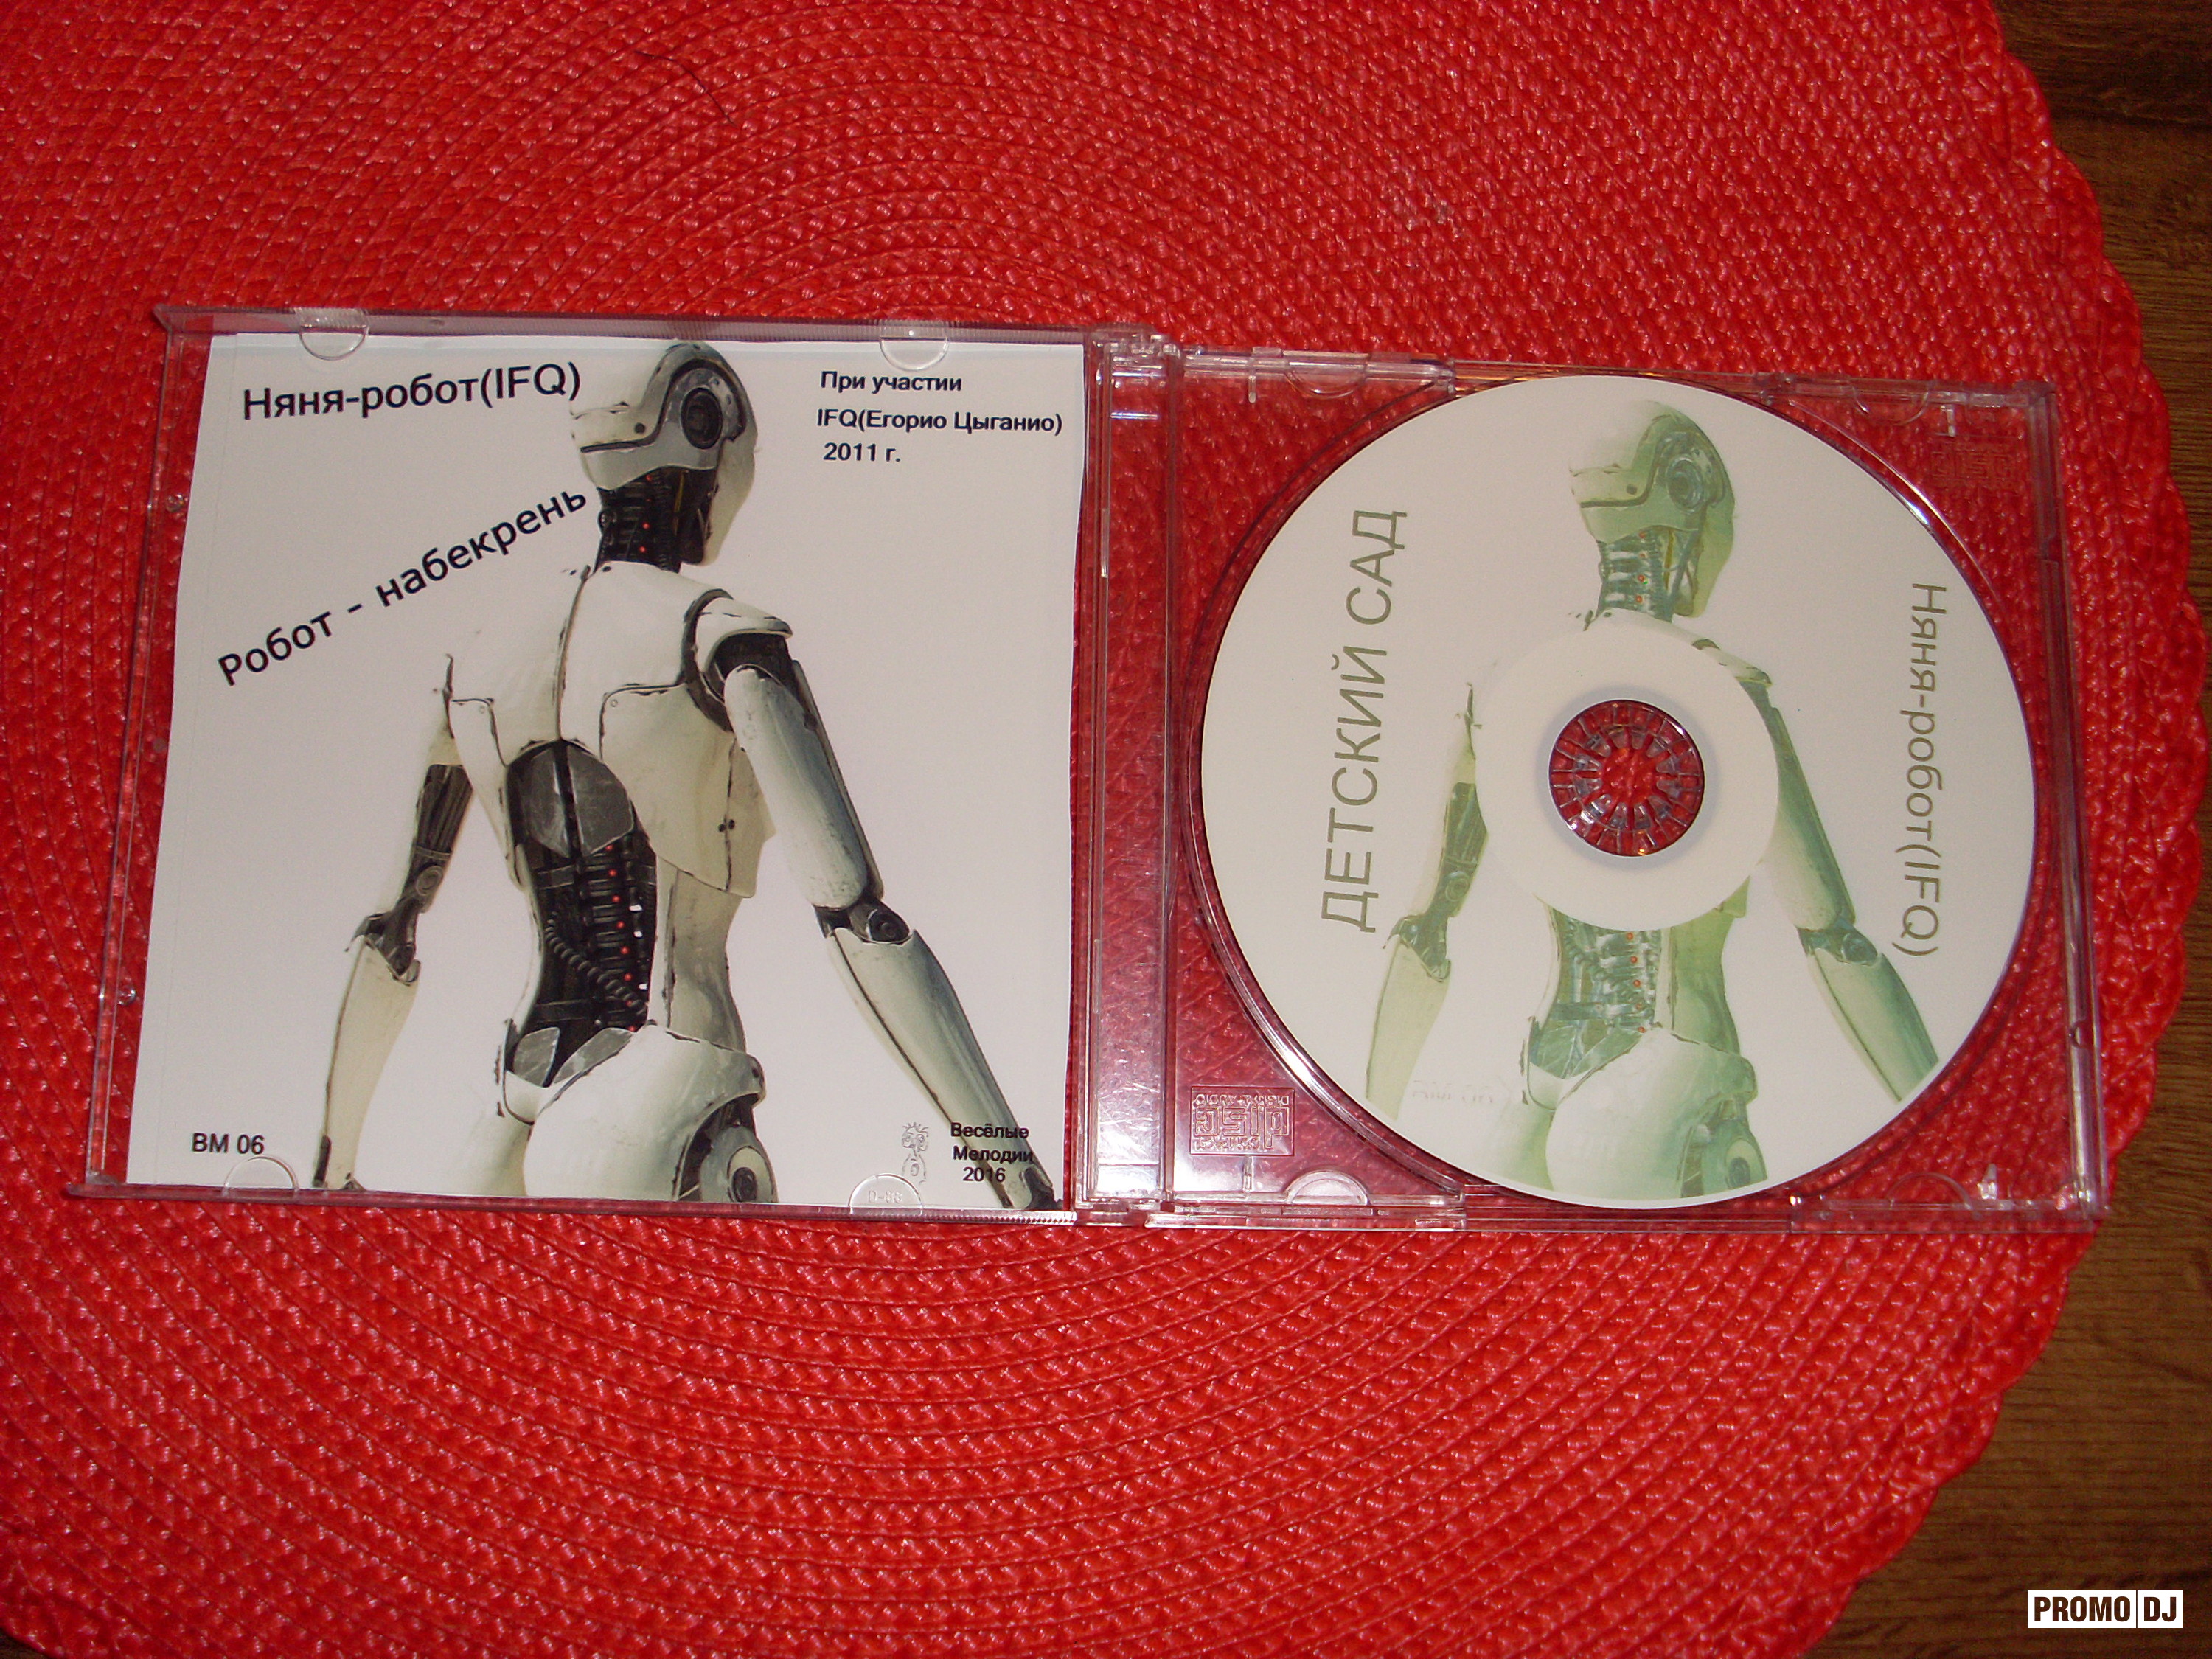 Няня-робот(IFQ)
Робот - набекрень
При участии
IFQ(Егорио Цыганио)
2011 г.
ВМ 06
Весёлые
Мелодии
2016
ДЕТСКИЙ САД
Няня-робот(IFQ)
PROMO DJ